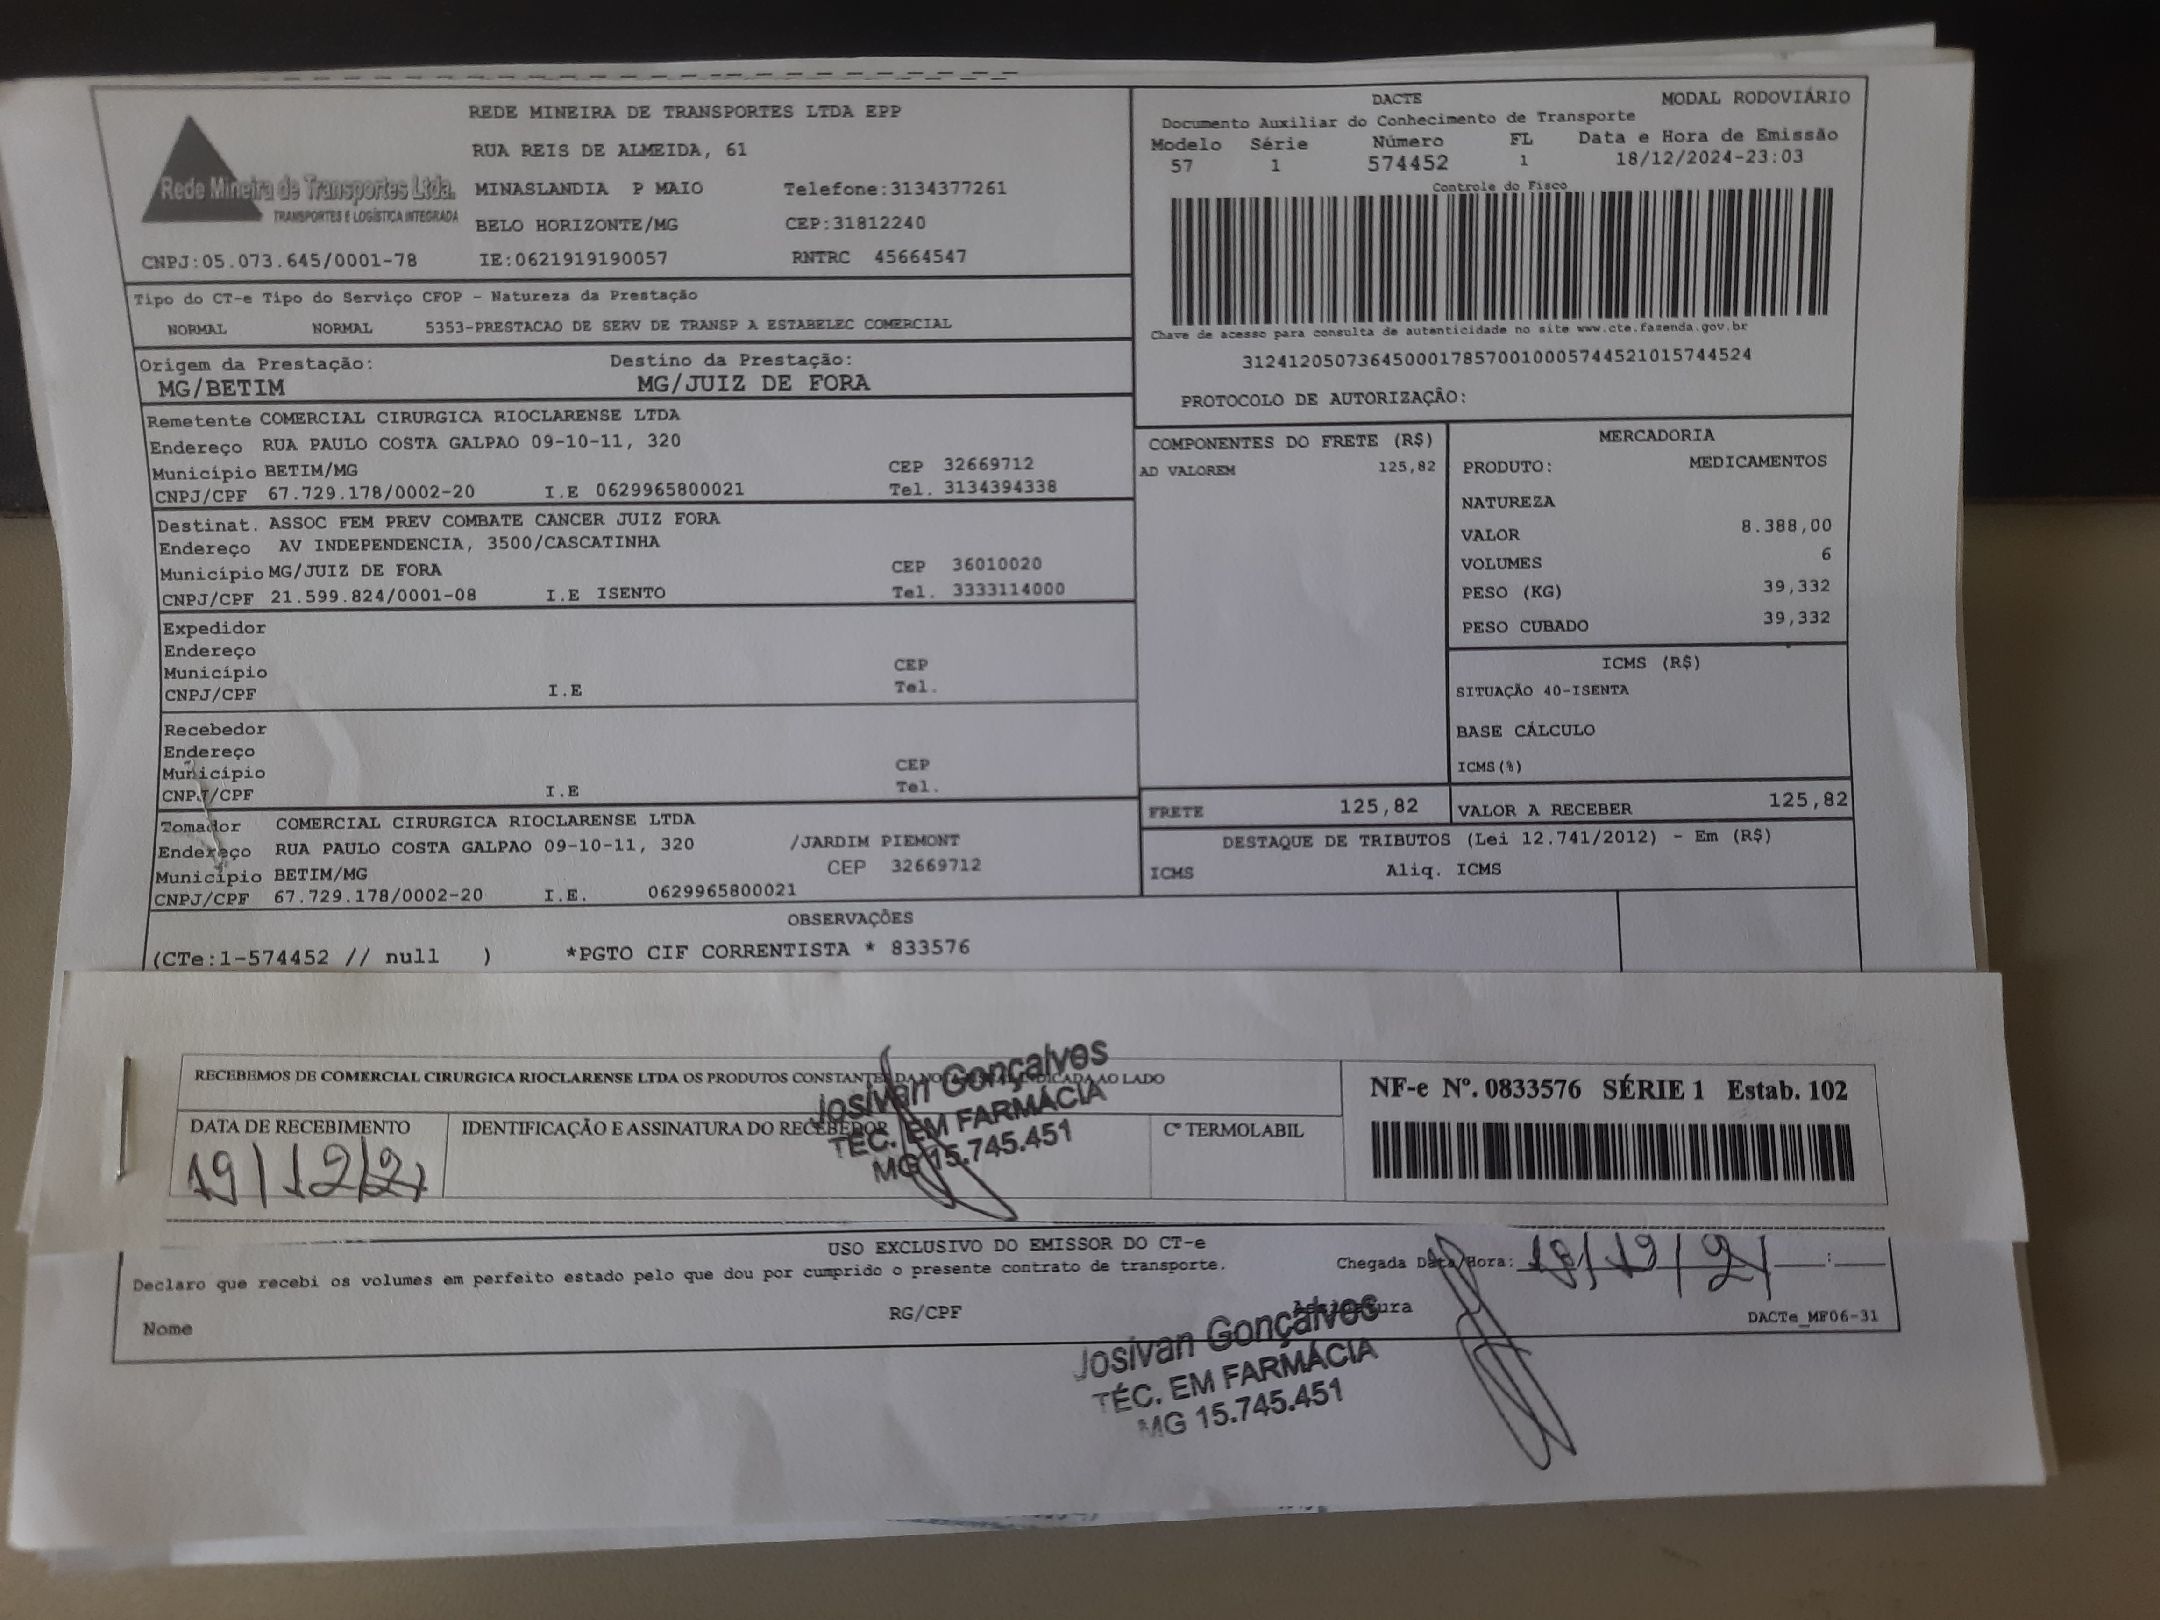 Rede Mineira de Transportes Ltda.
TRANSPORTES E LOGÍSTICA INTEGRADA
REDE MINEIRA DE TRANSPORTES LTDA EPP
RUA REIS DE ALMEIDA, 61
MINASLANDIA P MAIO Telefone:3134377261
BELO HORIZONTE/MG CEP:31812240
CNPJ:05.073.645/0001-78 IE:0621919190057 RNTRC 45664547
DACTE MODAL RODOVIÁRIO
Documento Auxiliar do Conhecimento de Transporte
Modelo Série Número FL Data e Hora de Emissão
57 1 574452 1 18/12/2024-23:03
Controle do Fisco
Chave de acesso para consulta de autenticidade no site www.cte.fazenda.gov.br
31241205073645000178570010005744521015744524
PROTOCOLO DE AUTORIZAÇÂO:
Tipo do CT-e Tipo do Serviço CFOP - Natureza da Prestação
NORMAL NORMAL 5353-PRESTACAO DE SERV DE TRANSP A ESTABELEC COMERCIAL
Origem da Prestação: Destino da Prestação:
MG/BETIM MG/JUIZ DE FORA
Remetente COMERCIAL CIRURGICA RIOCLARENSE LTDA
Endereço RUA PAULO COSTA GALPAO 09-10-11, 320
Município BETIM/MG CEP 32669712
CNPJ/CPF 67.729.178/0002-20 I.E 0629965800021 Tel. 3134394338
Destinat. ASSOC FEM PREV COMBATE CANCER JUIZ FORA
Endereço AV INDEPENDENCIA, 3500/CASCATINHA
Município MG/JUIZ DE FORA CEP 36010020
CNPJ/CPF 21.599.824/0001-08 I.E ISENTO Tel. 3333114000
Expedidor
Endereço
Município CEP
CNPJ/CPF I.E Tel.
Recebedor
Endereço
Município CEP
CNPJ/CPF I.E Tel.
Tomador COMERCIAL CIRURGICA RIOCLARENSE LTDA
Endereço RUA PAULO COSTA GALPAO 09-10-11, 320 /JARDIM PIEMONT
Município BETIM/MG CEP 32669712
CNPJ/CPF 67.729.178/0002-20 I.E. 0629965800021
COMPONENTES DO FRETE (R$)
AD VALOREM 125,82
MERCADORIA
PRODUTO: MEDICAMENTOS
NATUREZA
VALOR 8.388,00
VOLUMES 6
PESO (KG) 39,332
PESO CUBADO 39,332
ICMS (R$)
SITUAÇÃO 40-ISENTA
BASE CÁLCULO
ICMS(%)
FRETE 125,82 VALOR A RECEBER 125,82
DESTAQUE DE TRIBUTOS (Lei 12.741/2012) - Em (R$)
ICMS Aliq. ICMS
OBSERVAÇÕES
(CTe:1-574452 // null ) *PGTO CIF CORRENTISTA * 833576
RECEBEMOS DE COMERCIAL CIRURGICA RIOCLARENSE LTDA OS PRODUTOS CONSTANTES DA NOTA INDICADA AO LADO
DATA DE RECEBIMENTO IDENTIFICAÇÃO E ASSINATURA DO RECEBEDOR Cº TERMOLABIL
19/12/24
Josivan Gonçalves
TÉC. EM FARMÁCIA
MG 15.745.451
NF-e Nº. 0833576 SÉRIE 1 Estab. 102
USO EXCLUSIVO DO EMISSOR DO CT-e
Declaro que recebi os volumes em perfeito estado pelo que dou por cumprido o presente contrato de transporte.
Chegada Data/Hora: :
Nome RG/CPF Assinatura DACTe_MF06-31
Josivan Gonçalves
TÉC. EM FARMÁCIA
MG 15.745.451